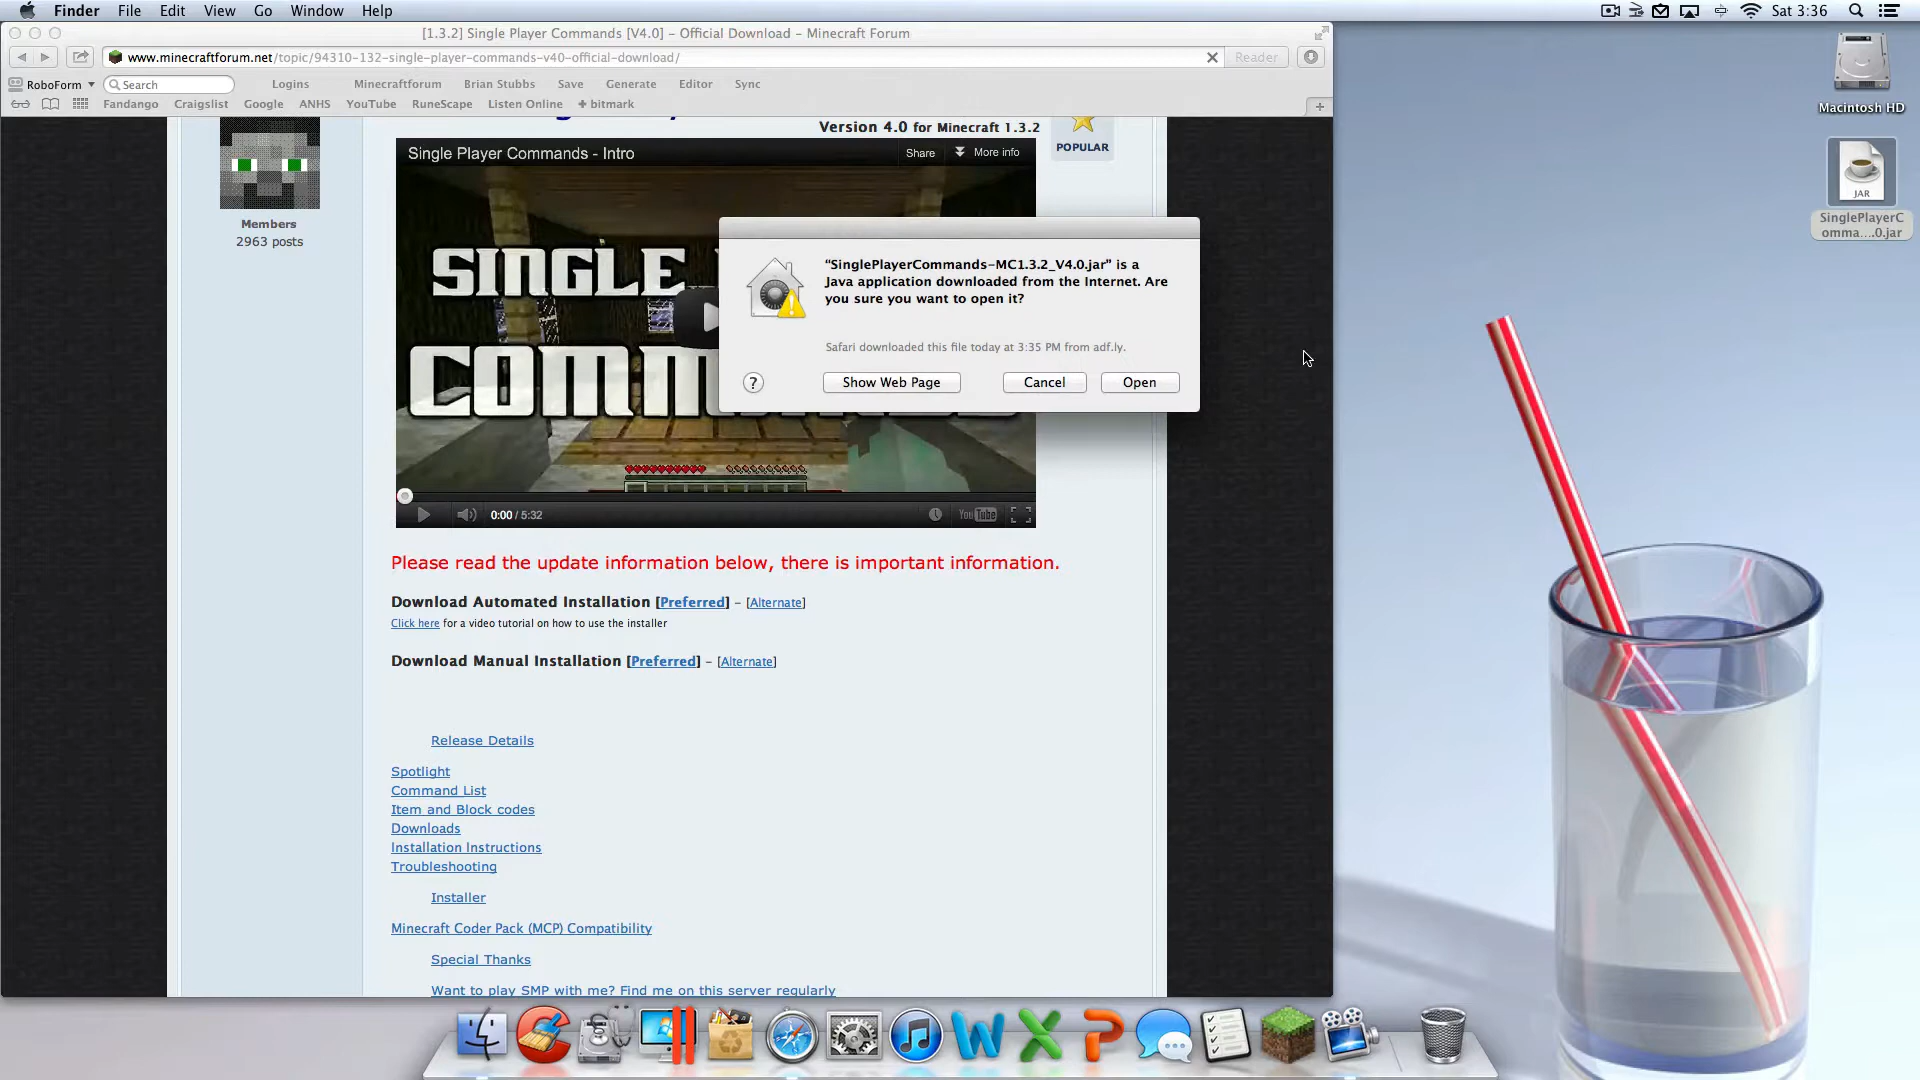 Finder File Edit View Go Window Help
Sat 3:36
[1.3.2] Single Player Commands [V4.0] – Official Download – Minecraft Forum
www.minecraftforum.net/topic/94310-132-single-player-commands-v40-official-download/
Reader
RoboForm Search Logins Minecraftforum Brian Stubbs Save Generate Editor Sync
Fandango Craigslist Google ANHS YouTube RuneScape Listen Online + bitmark
Macintosh HD
JAR
SinglePlayerC
omma....0.jar
Version 4.0 for Minecraft 1.3.2
POPULAR
Members
2963 posts
Single Player Commands - Intro
Share More info
SINGLE
“SinglePlayerCommands-MC1.3.2_V4.0.jar” is a
Java application downloaded from the Internet. Are
you sure you want to open it?
Safari downloaded this file today at 3:35 PM from adf.ly.
? Show Web Page Cancel Open
0:00 / 5:32
YouTube
Please read the update information below, there is important information.
Download Automated Installation [Preferred] – [Alternate]
Click here for a video tutorial on how to use the installer
Download Manual Installation [Preferred] – [Alternate]
Release Details
Spotlight
Command List
Item and Block codes
Downloads
Installation Instructions
Troubleshooting
Installer
Minecraft Coder Pack (MCP) Compatibility
Special Thanks
Want to play SMP with me? Find me on this server regularly